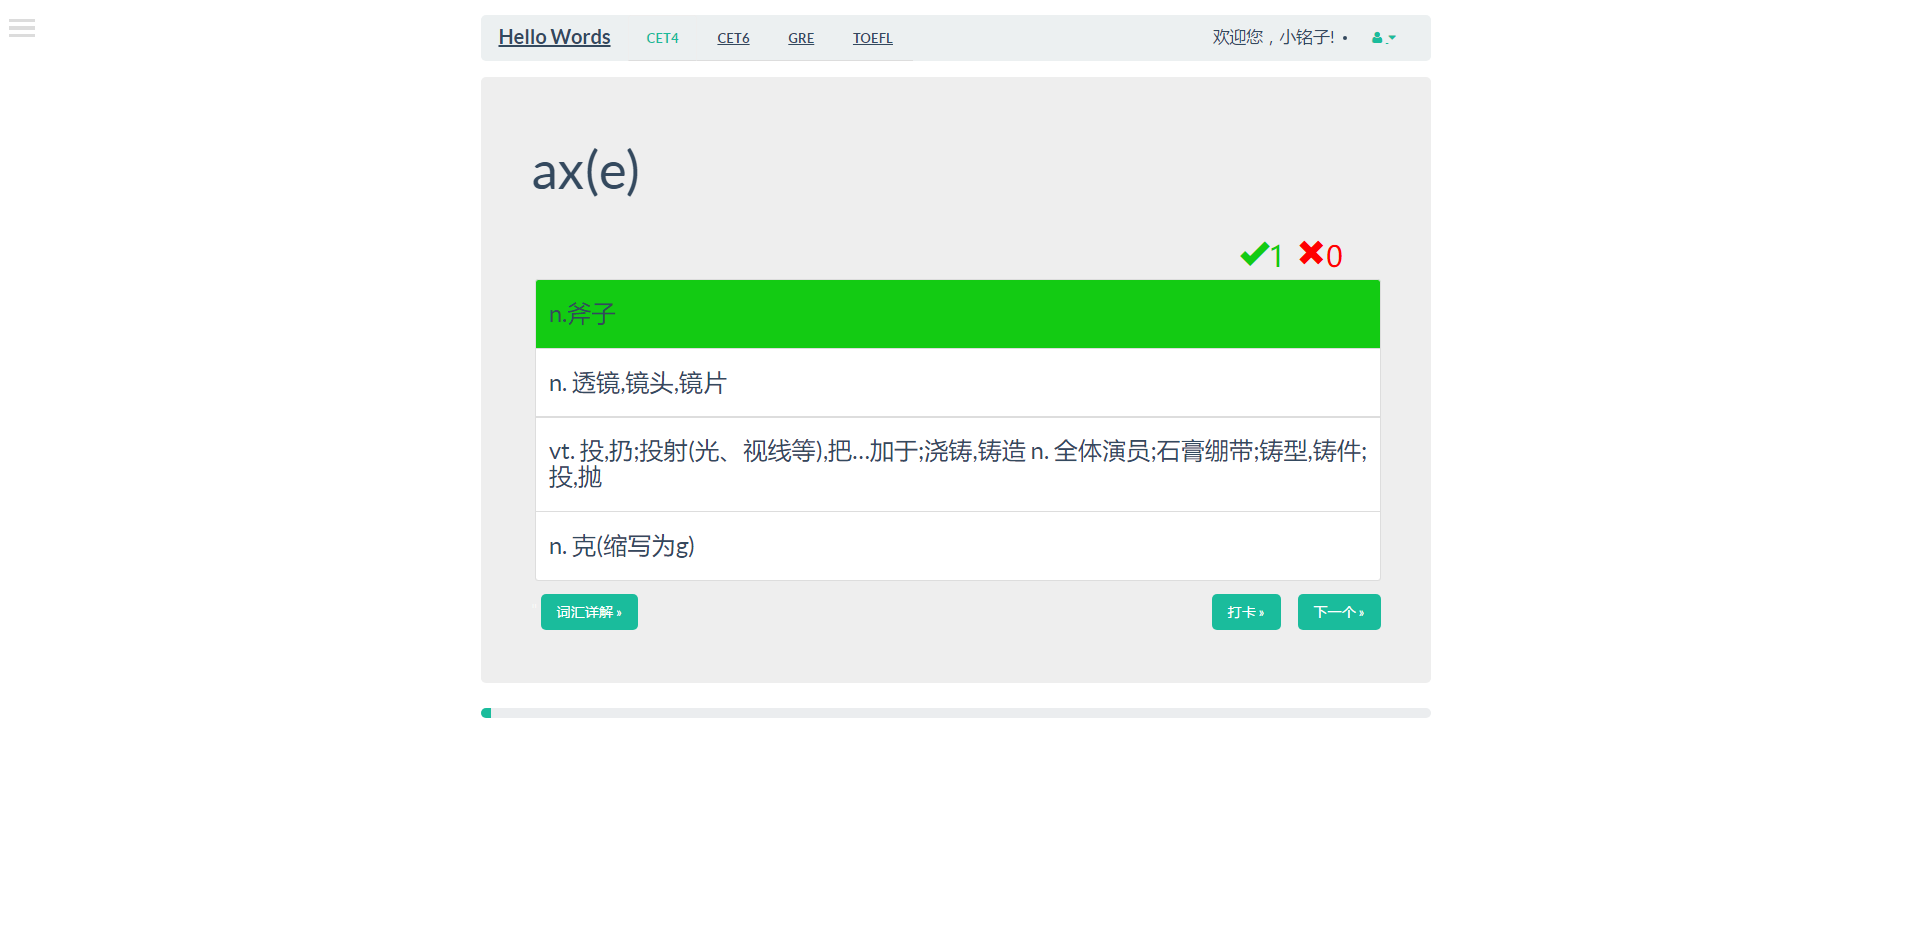 Hello Words CET4 CET6 GRE TOEFL 欢迎您，小铭子! •
ax(e)
1 0
n.斧子
n. 透镜,镜头,镜片
vt. 投,扔;投射(光、视线等),把...加于;浇铸,铸造 n. 全体演员;石膏绷带;铸型,铸件;
投,抛
n. 克(缩写为g)
词汇详解 » 打卡 » 下一个 »